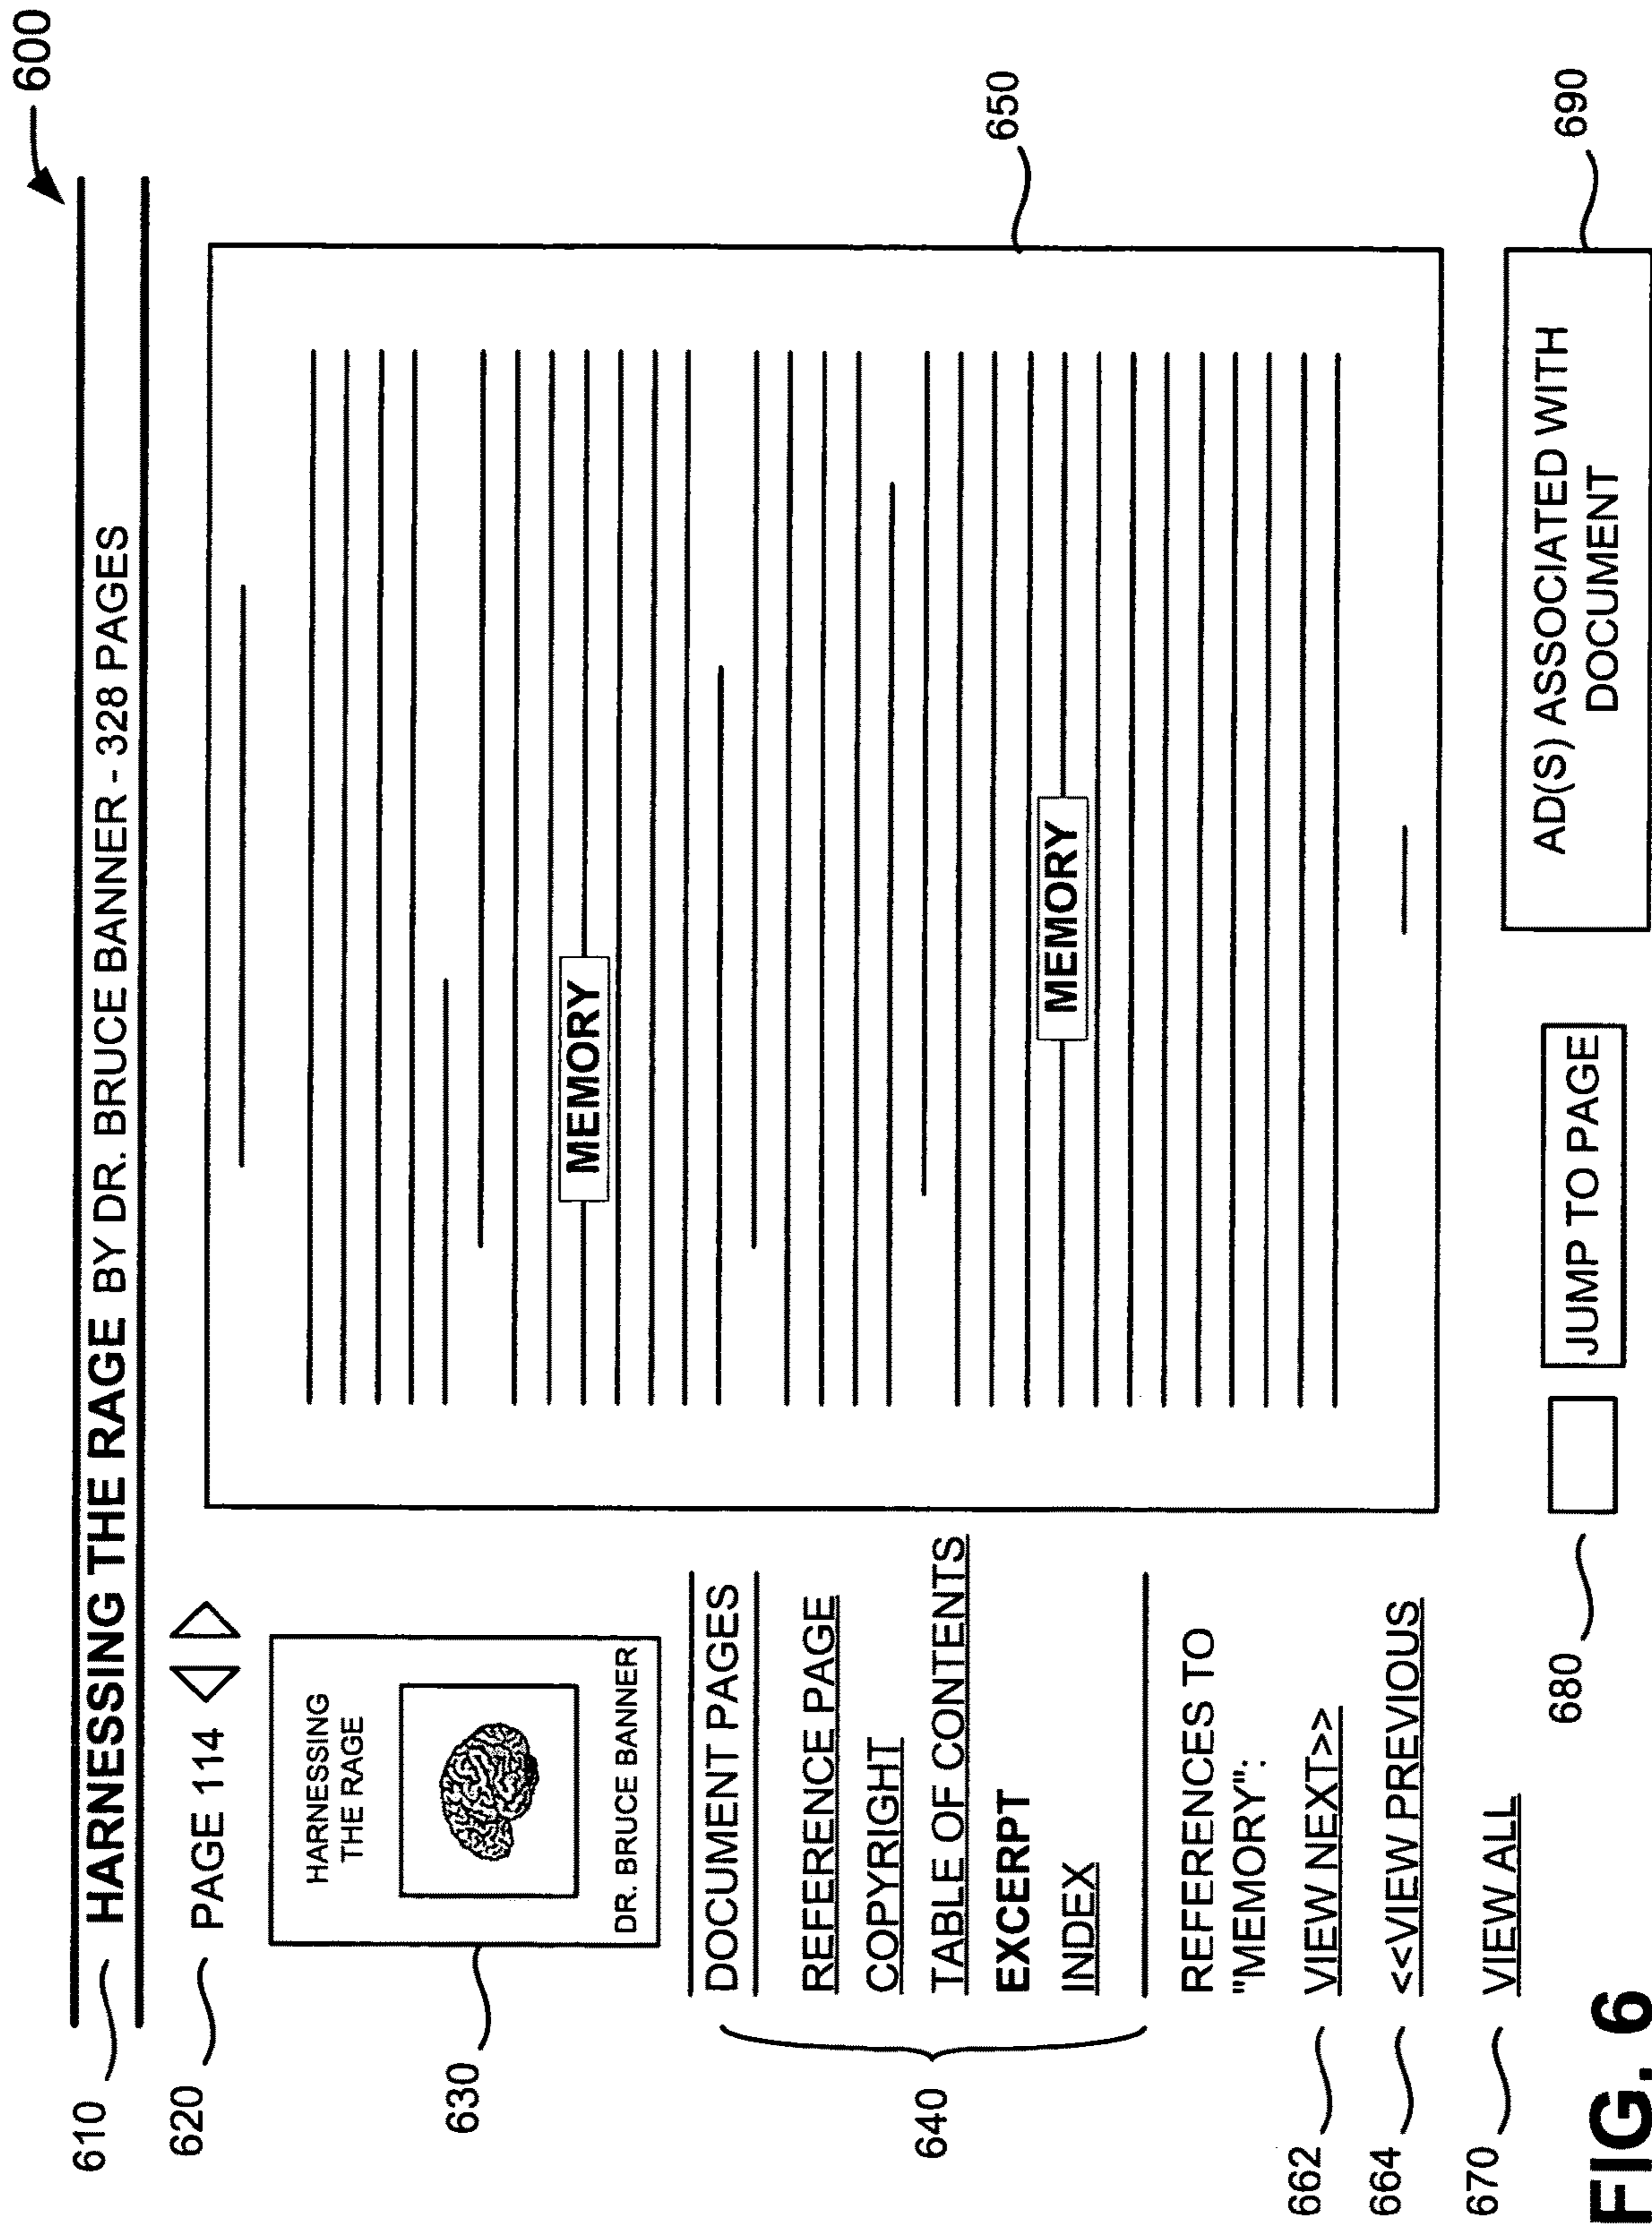 600
610
HARNESSING THE RAGE BY DR. BRUCE BANNER - 328 PAGES
620
PAGE 114
630
HARNESSING
THE RAGE
DR. BRUCE BANNER
640
DOCUMENT PAGES
REFERENCE PAGE
COPYRIGHT
TABLE OF CONTENTS
EXCERPT
INDEX
REFERENCES TO
"MEMORY":
662
VIEW NEXT>>
664
<<VIEW PREVIOUS
670
VIEW ALL
MEMORY
MEMORY
650
680
JUMP TO PAGE
AD(S) ASSOCIATED WITH
DOCUMENT
690
FIG. 6